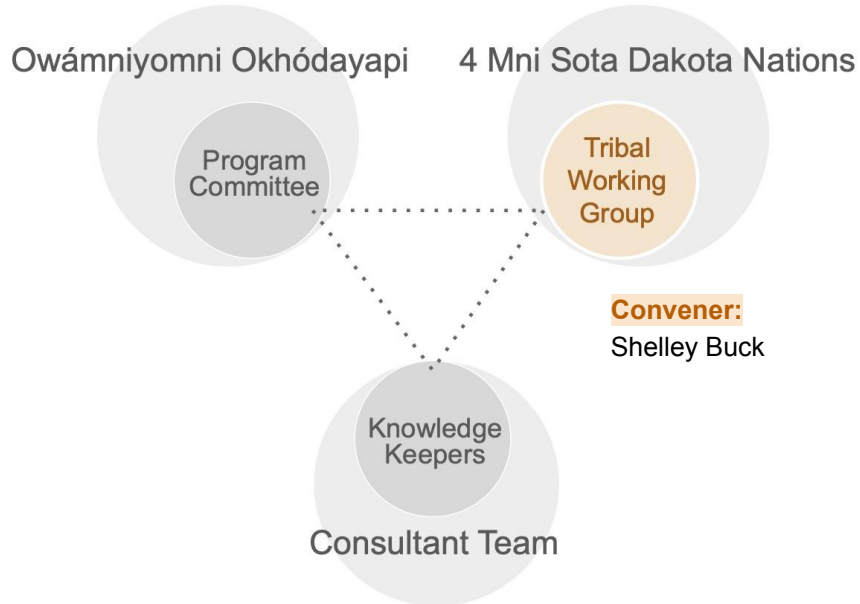 Owámniyomni Okhódayapi
4 Mni Sota Dakota Nations
Program
Committee
Tribal
Working
Group
Convener:
Shelley Buck
Knowledge
Keepers
Consultant Team